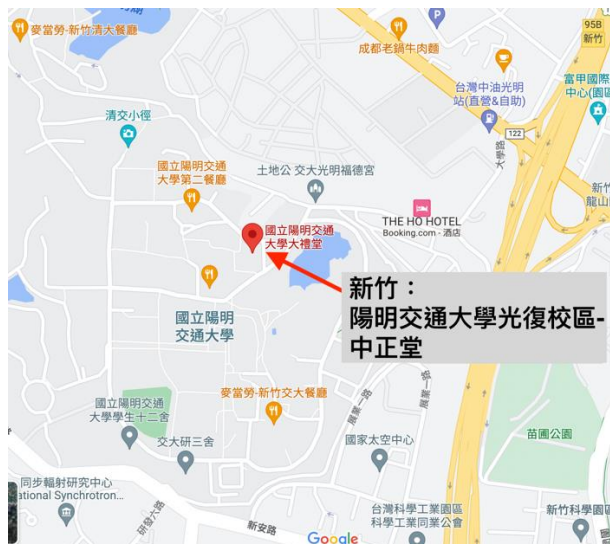 95B
新竹
麥當勞-新竹清大餐廳
P
成都老鍋牛肉麵
台灣中油光明
站(直營&自助)
富甲國際
中心(園區
清交小徑
122
大學路
國立陽明交通
大學第二餐廳
土地公 交大光明福德宮
新竹
龍山
THE HO HOTEL
Booking.com - 酒店
國立陽明交通
大學大禮堂
新竹：
陽明交通大學光復校區-
中正堂
國立陽明
交通大學
展業一路
展業一路
麥當勞-新竹交大餐廳
國立陽明交通
大學學生十二舍
交大研三舍
國家太空中心
苗圃公園
同步輻射研究中心
ational Synchrotron...
研發六路
新安路
台灣科學工業園區
科學工業同業公會
新竹科學園區
Google